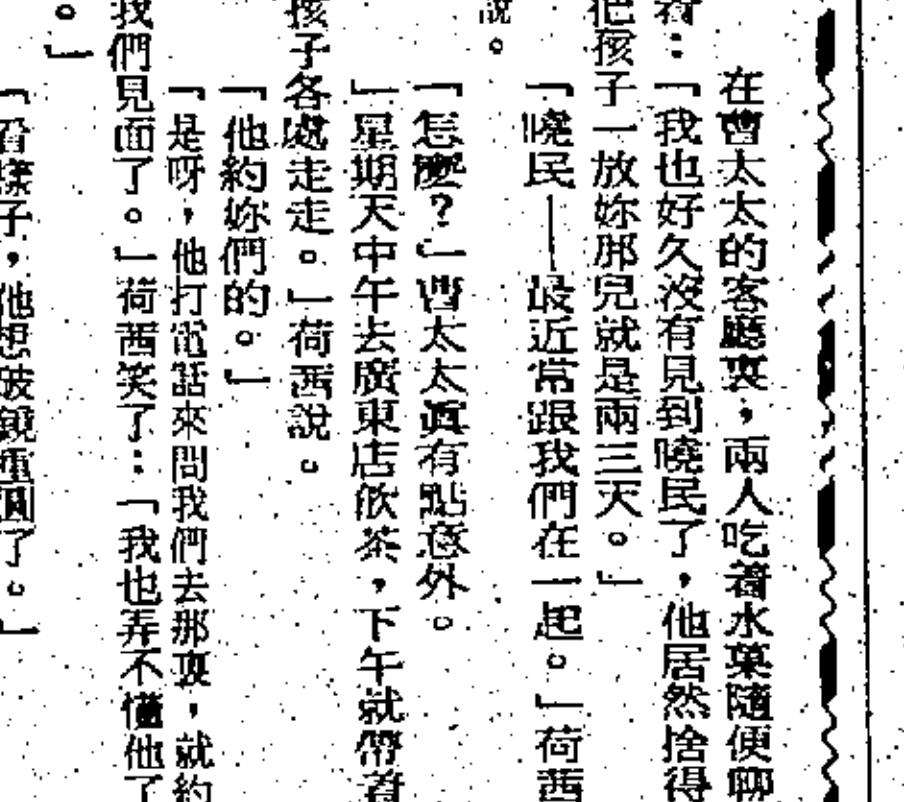 在曹太太的客廳裏，兩人吃着水菓隨便聊
着：「我也好久沒有見到曉民了，他居然捨得
把孩子一放妳那兒就是兩三天。」
「曉民——最近常跟我們在一起。」荷茜
說。
「怎麼？」曹太太眞有點意外。
「星期天中午去廣東店飲茶，下午就帶着
孩子各處走走。」荷茜說。
「他約妳們的。」
「是呀，他打電話來問我們去那裏，就約
我們見面了。」荷茜笑了：「我也弄不懂他了
。」
「看樣子，他想破鏡重圓了。」